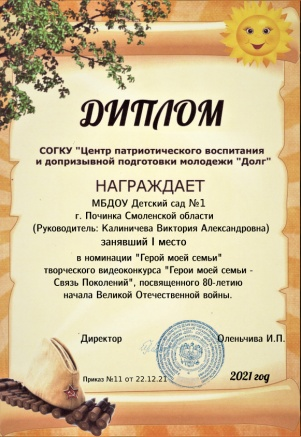 ДИПЛОМ
СОГКУ "Центр патриотического воспитания
и допризывной подготовки молодежи "Долг"
НАГРАЖДАЕТ
МБДОУ Детский сад №1
г. Починка Смоленской области
(Руководитель: Калиничева Виктория Александровна)
занявший I место
в номинации "Герой моей семьи"
творческого видеоконкурса "Герои моей семьи -
Связь Поколений", посвященного 80-летию
начала Великой Отечественной войны.
Директор Оленьчива И.П.
Приказ №11 от 22.12.21 2021 год